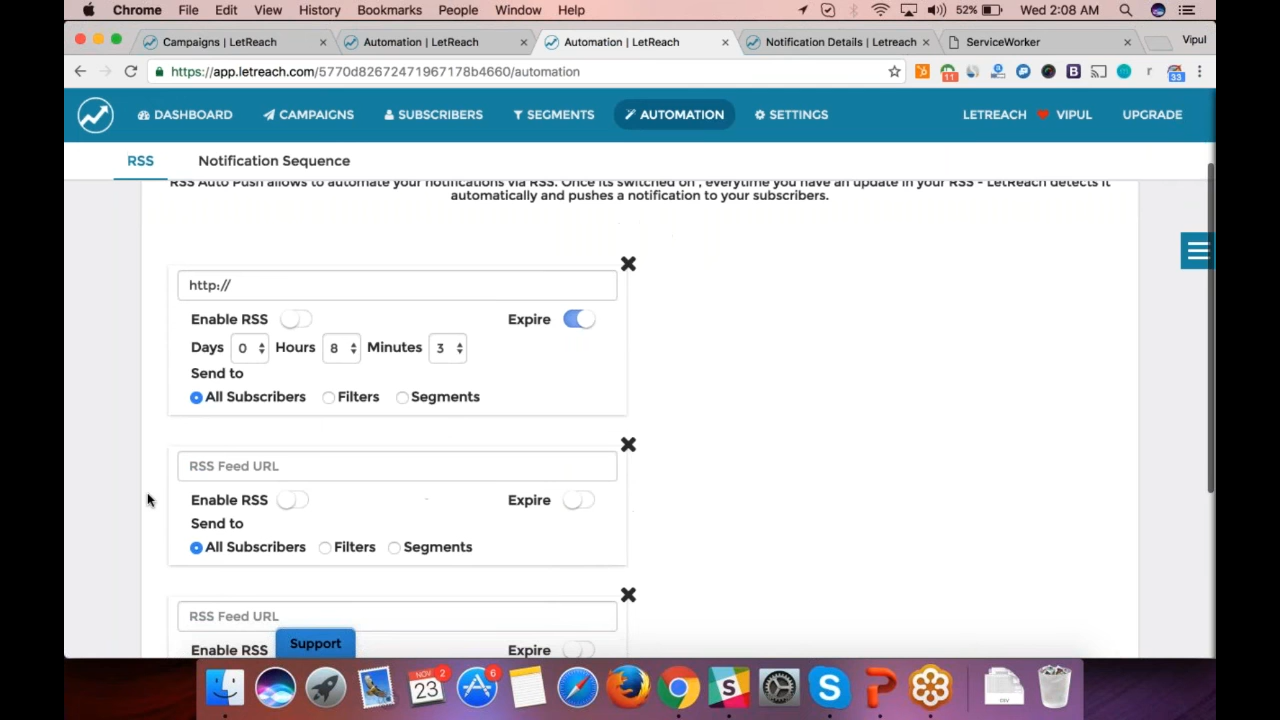 Chrome File Edit View History Bookmarks People Window Help 52% Wed 2:08 AM
Campaigns | LetReach Automation | LetReach Automation | LetReach Notification Details | Letreach ServiceWorker Vipul
https://app.letreach.com/5770d82672471967178b4660/automation 11 B r 33
DASHBOARD CAMPAIGNS SUBSCRIBERS SEGMENTS AUTOMATION SETTINGS LETREACH VIPUL UPGRADE
RSS Notification Sequence
RSS Auto Push allows to automate your notifications via RSS. Once its switched on , everytime you have an update in your RSS - LetReach detects it
automatically and pushes a notification to your subscribers.
http://
Enable RSS Expire
Days 0 Hours 8 Minutes 3
Send to
All Subscribers Filters Segments
RSS Feed URL
Enable RSS Expire
Send to
All Subscribers Filters Segments
RSS Feed URL
Enable RSS Support Expire
NOV 2 6
23 S S P